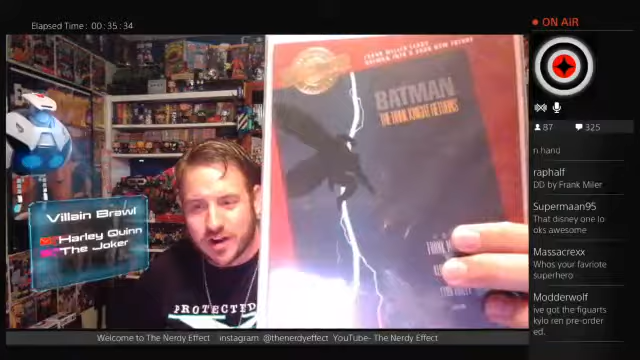 Elapsed Time : 00:35:34
ON AiR
BATMAN
THE DARK KNIGHT RETURNS
87
325
n hand
raphalf
DD by Frank Miler
Supermaan95
That disney one lo
oks awesome
Massacrexx
Whos your favriote
superhero
Modderwolf
ive got the figuarts
kylo ren pre-order
ed.
Villain Brawl
Harley Quinn
The Joker
PROTECTED
Welcome to The Nerdy Effect instagram @thenerdyeffect YouTube- The Nerdy Effect